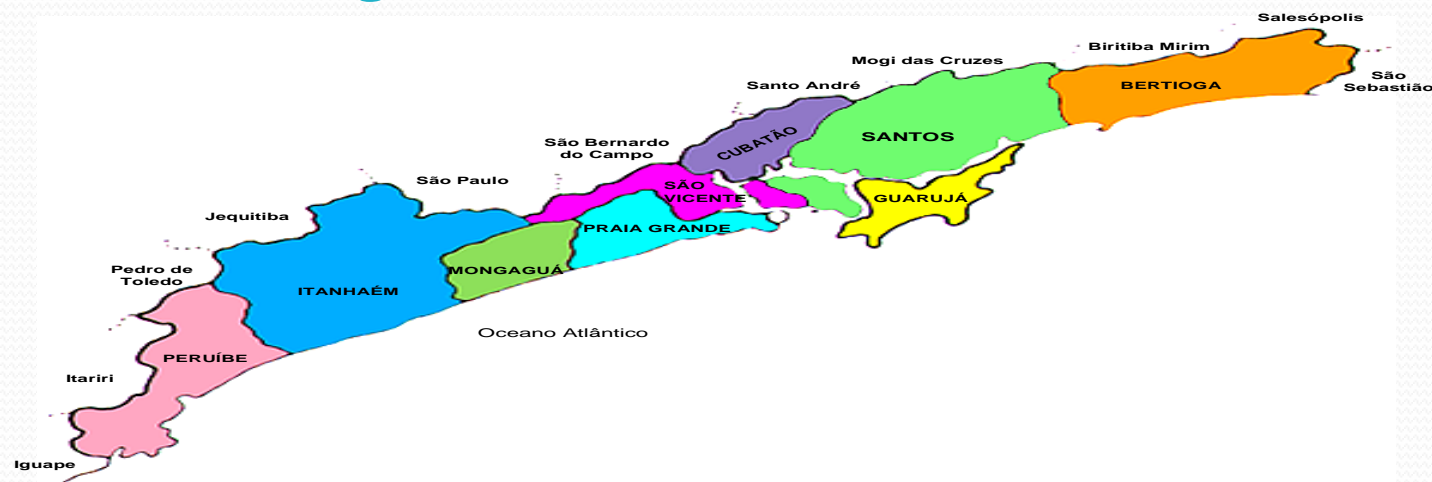 Salesópolis
Biritiba Mirim
Mogi das Cruzes
São
Sebastião
Santo André
BERTIOGA
São Bernardo
do Campo
CUBATÃO
SANTOS
São Paulo
SÃO
VICENTE
GUARUJÁ
Jequitiba
PRAIA GRANDE
Pedro de
Toledo
MONGAGUÁ
ITANHAÉM
Oceano Atlântico
PERUÍBE
Itariri
Iguape